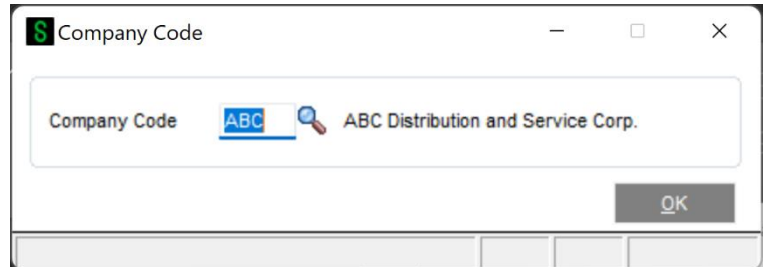 S Company Code
Company Code ABC ABC Distribution and Service Corp.
OK